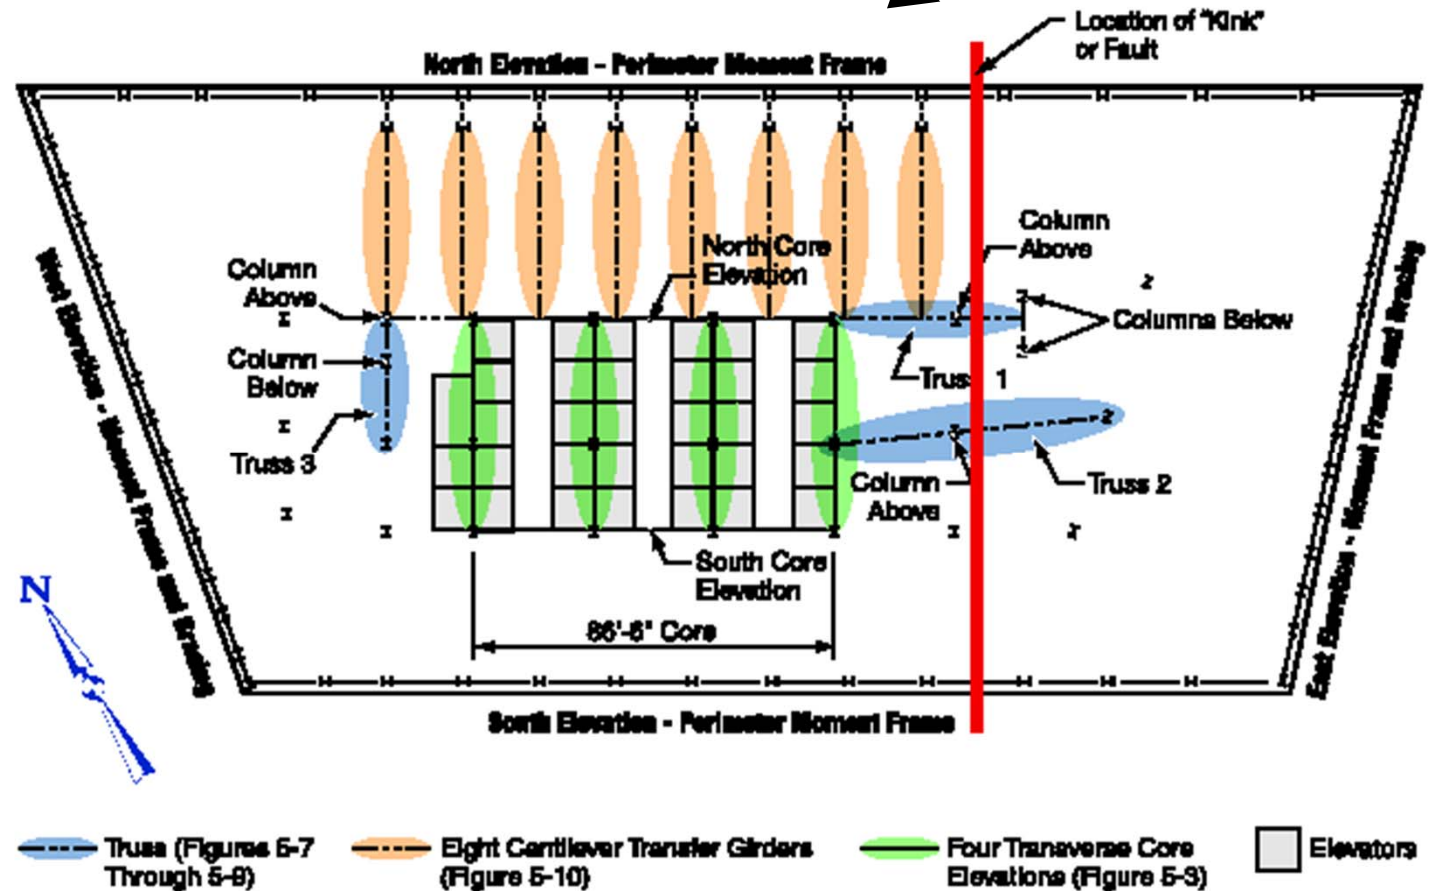 Location of "Kink"
or Fault
North Elevation - Perimeter Moment Frame
Column
Above
North Core
Elevation
Column
Above
Column
Below
Columns Below
Truss 1
Truss 3
Column
Above
Truss 2
West Elevation - Moment Frame and Bracing
East Elevation - Moment Frame and Bracing
South Core
Elevation
N
86'-6" Core
South Elevation - Perimeter Moment Frame
Truss (Figures 5-7
Through 5-9)
Eight Cantilever Transfer Girders
(Figure 5-10)
Four Transverse Core
Elevations (Figure 5-3)
Elevators